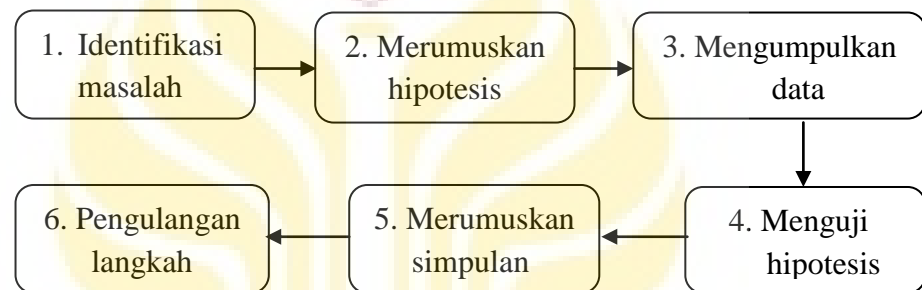 1. Identifikasi
masalah
2. Merumuskan
hipotesis
3. Mengumpulkan
data
4. Menguji
hipotesis
5. Merumuskan
simpulan
6. Pengulangan
langkah